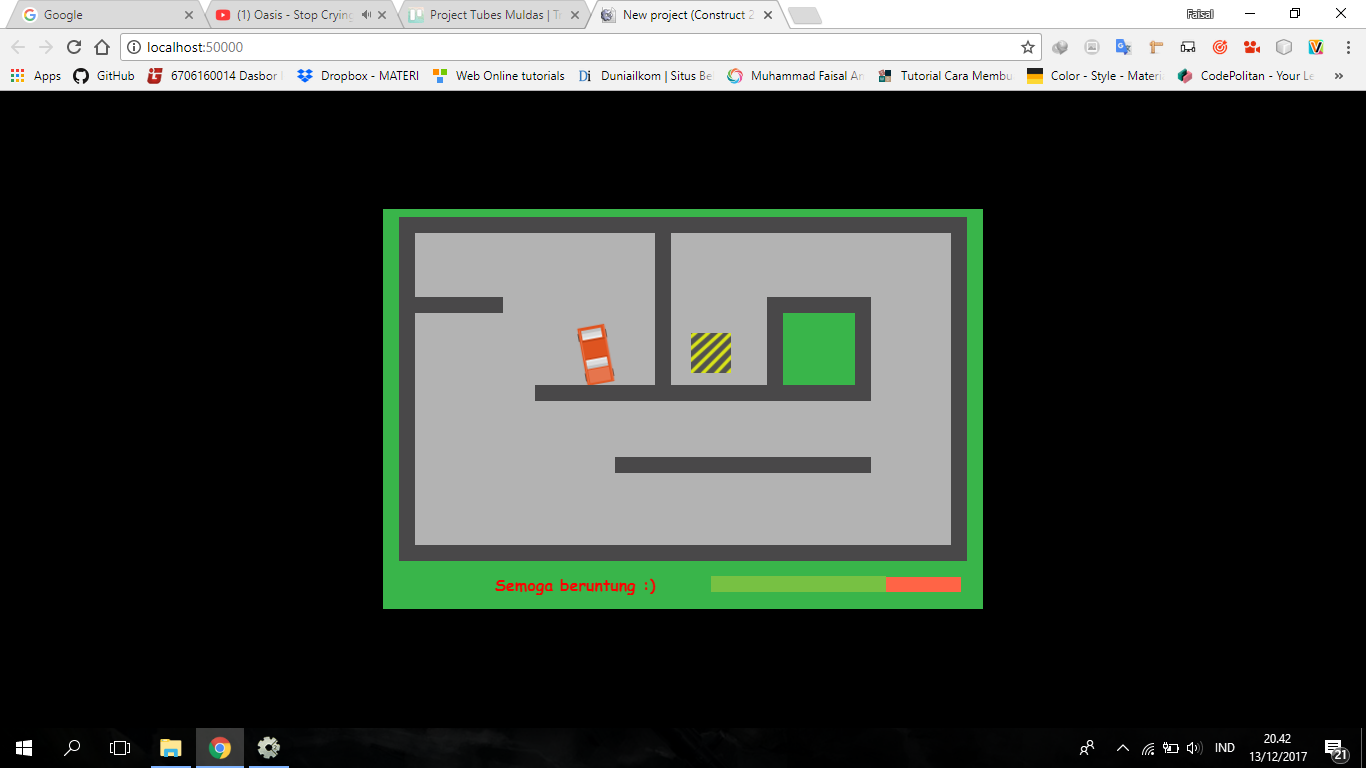 Google
(1) Oasis - Stop Crying
Project Tubes Muldas | Tr
New project (Construct 2
Faisal
localhost:50000
Apps
GitHub
6706160014 Dasbor
Dropbox - MATERI
Web Online tutorials
Duniailkom | Situs Be
Muhammad Faisal Am
Tutorial Cara Membu
Color - Style - Materi
CodePolitan - Your Le
Semoga beruntung :)
IND
20.42
13/12/2017
21